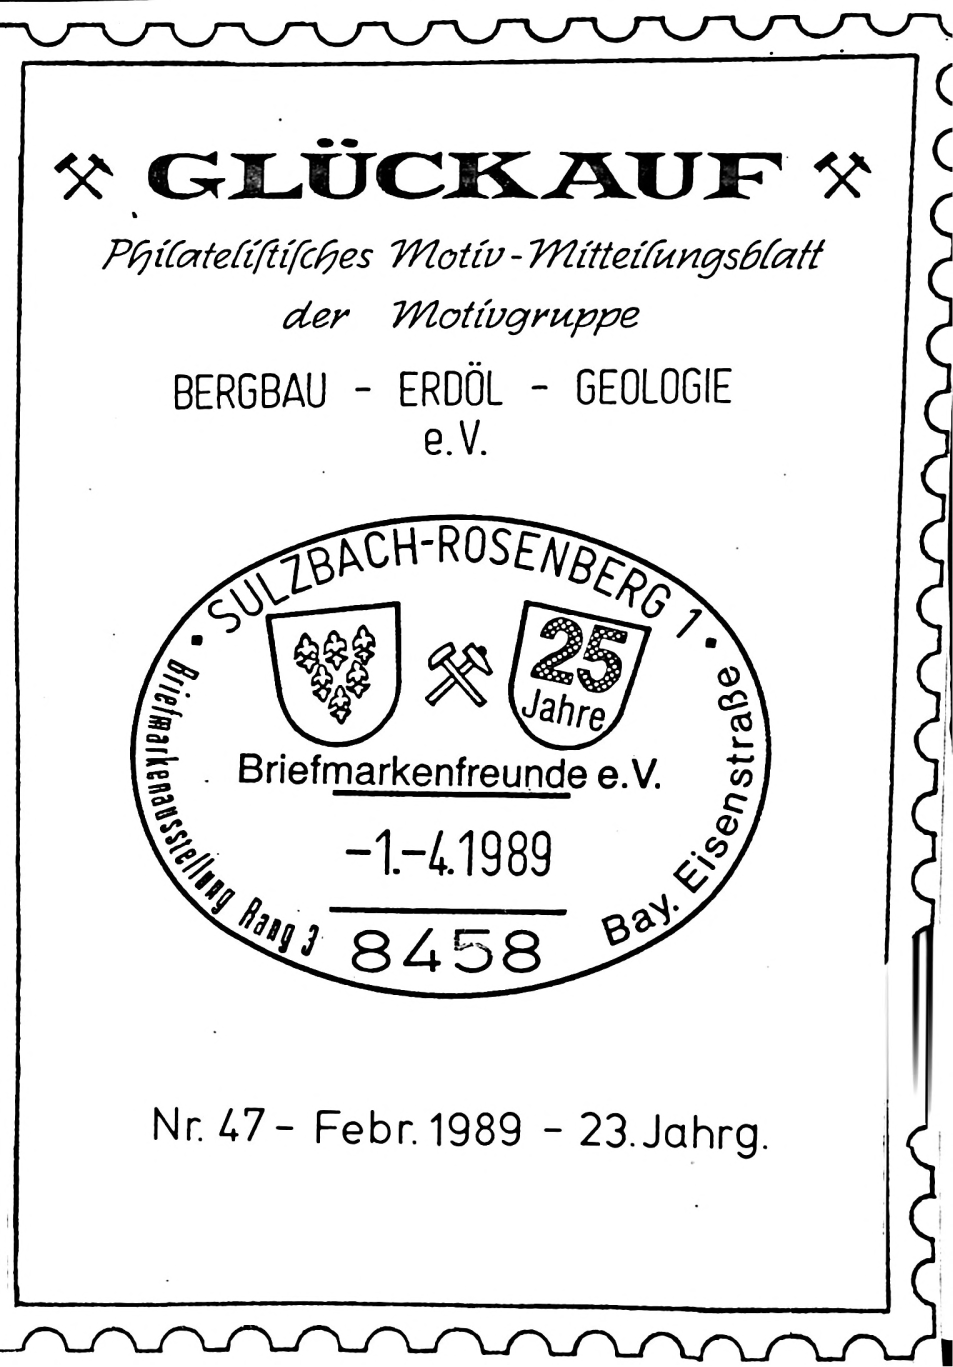 GLÜCKAUF
Philatelistisches Motiv-Mitteilungsblatt
der Motivgruppe
BERGBAU - ERDÖL - GEOLOGIE
e.V.
• SULZBACH-ROSENBERG 1 •
25
Jahre
Briefmarkenfreunde e.V.
-1.-4.1989
8458
Briefmarkenausstellung Rang 3
Bay. Eisenstraße
Nr. 47 - Febr. 1989 - 23. Jahrg.